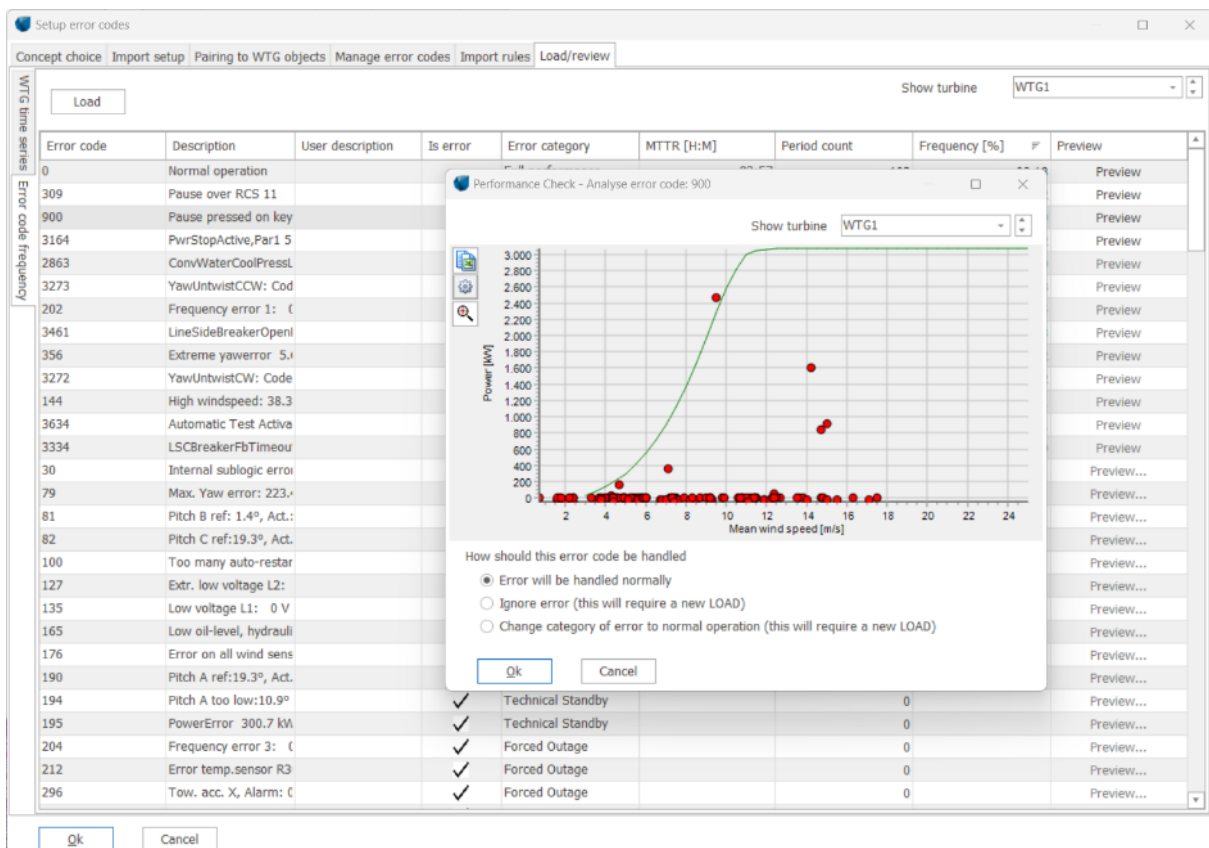 Setup error codes
Concept choice Import setup Pairing to WTG objects Manage error codes Import rules Load/review
WTG time series
Error code frequency
Load
Show turbine WTG1
Error code Description User description Is error Error category MTTR [H:M] Period count Frequency [%] Preview
0 Normal operation Preview
309 Pause over RCS 11 Preview
900 Pause pressed on key Preview
3164 PwrStopActive,Par1 5 Preview
2863 ConvWaterCoolPressL Preview
3273 YawUntwistCCW: Cod Preview
202 Frequency error 1: Preview
3461 LineSideBreakerOpen Preview
356 Extreme yawerror 5. Preview
3272 YawUntwistCW: Code Preview
144 High windspeed: 38.3 Preview
3634 Automatic Test Activa Preview
3334 LSCBreakerFbTimeou Preview
30 Internal sublogic erro Preview...
79 Max. Yaw error: 223. Preview...
81 Pitch B ref: 1.4º, Act.: Preview...
82 Pitch C ref:19.3º, Act. Preview...
100 Too many auto-restar Preview...
127 Extr. low voltage L2: Preview...
135 Low voltage L1: 0 V Preview...
165 Low oil-level, hydrauli Preview...
176 Error on all wind sens Preview...
190 Pitch A ref:19.3º, Act. Preview...
194 Pitch A too low:10.9º ✓ Technical Standby 0 Preview...
195 PowerError 300.7 kW ✓ Technical Standby 0 Preview...
204 Frequency error 3: ✓ Forced Outage 0 Preview...
212 Error temp.sensor R3 ✓ Forced Outage 0 Preview...
296 Tow. acc. X, Alarm: ✓ Forced Outage 0 Preview...
Ok Cancel
Performance Check - Analyse error code: 900
Show turbine WTG1
Power [kW]
3.000
2.800
2.600
2.400
2.200
2.000
1.800
1.600
1.400
1.200
1.000
800
600
400
200
0
2 4 6 8 10 12 14 16 18 20 22 24
Mean wind speed [m/s]
How should this error code be handled
Error will be handled normally
Ignore error (this will require a new LOAD)
Change category of error to normal operation (this will require a new LOAD)
Ok Cancel